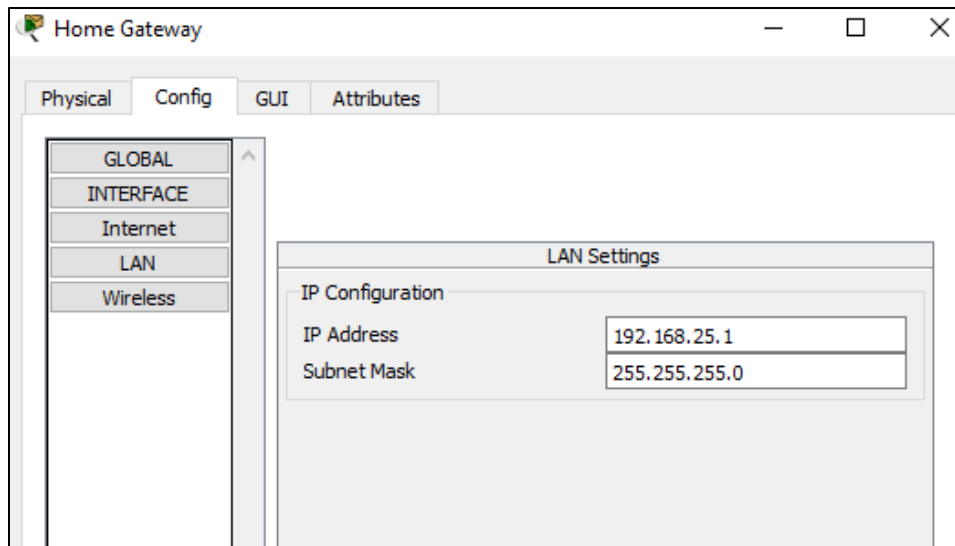 Home Gateway
Physical Config GUI Attributes
GLOBAL
INTERFACE
Internet
LAN
Wireless
LAN Settings
IP Configuration
IP Address 192.168.25.1
Subnet Mask 255.255.255.0